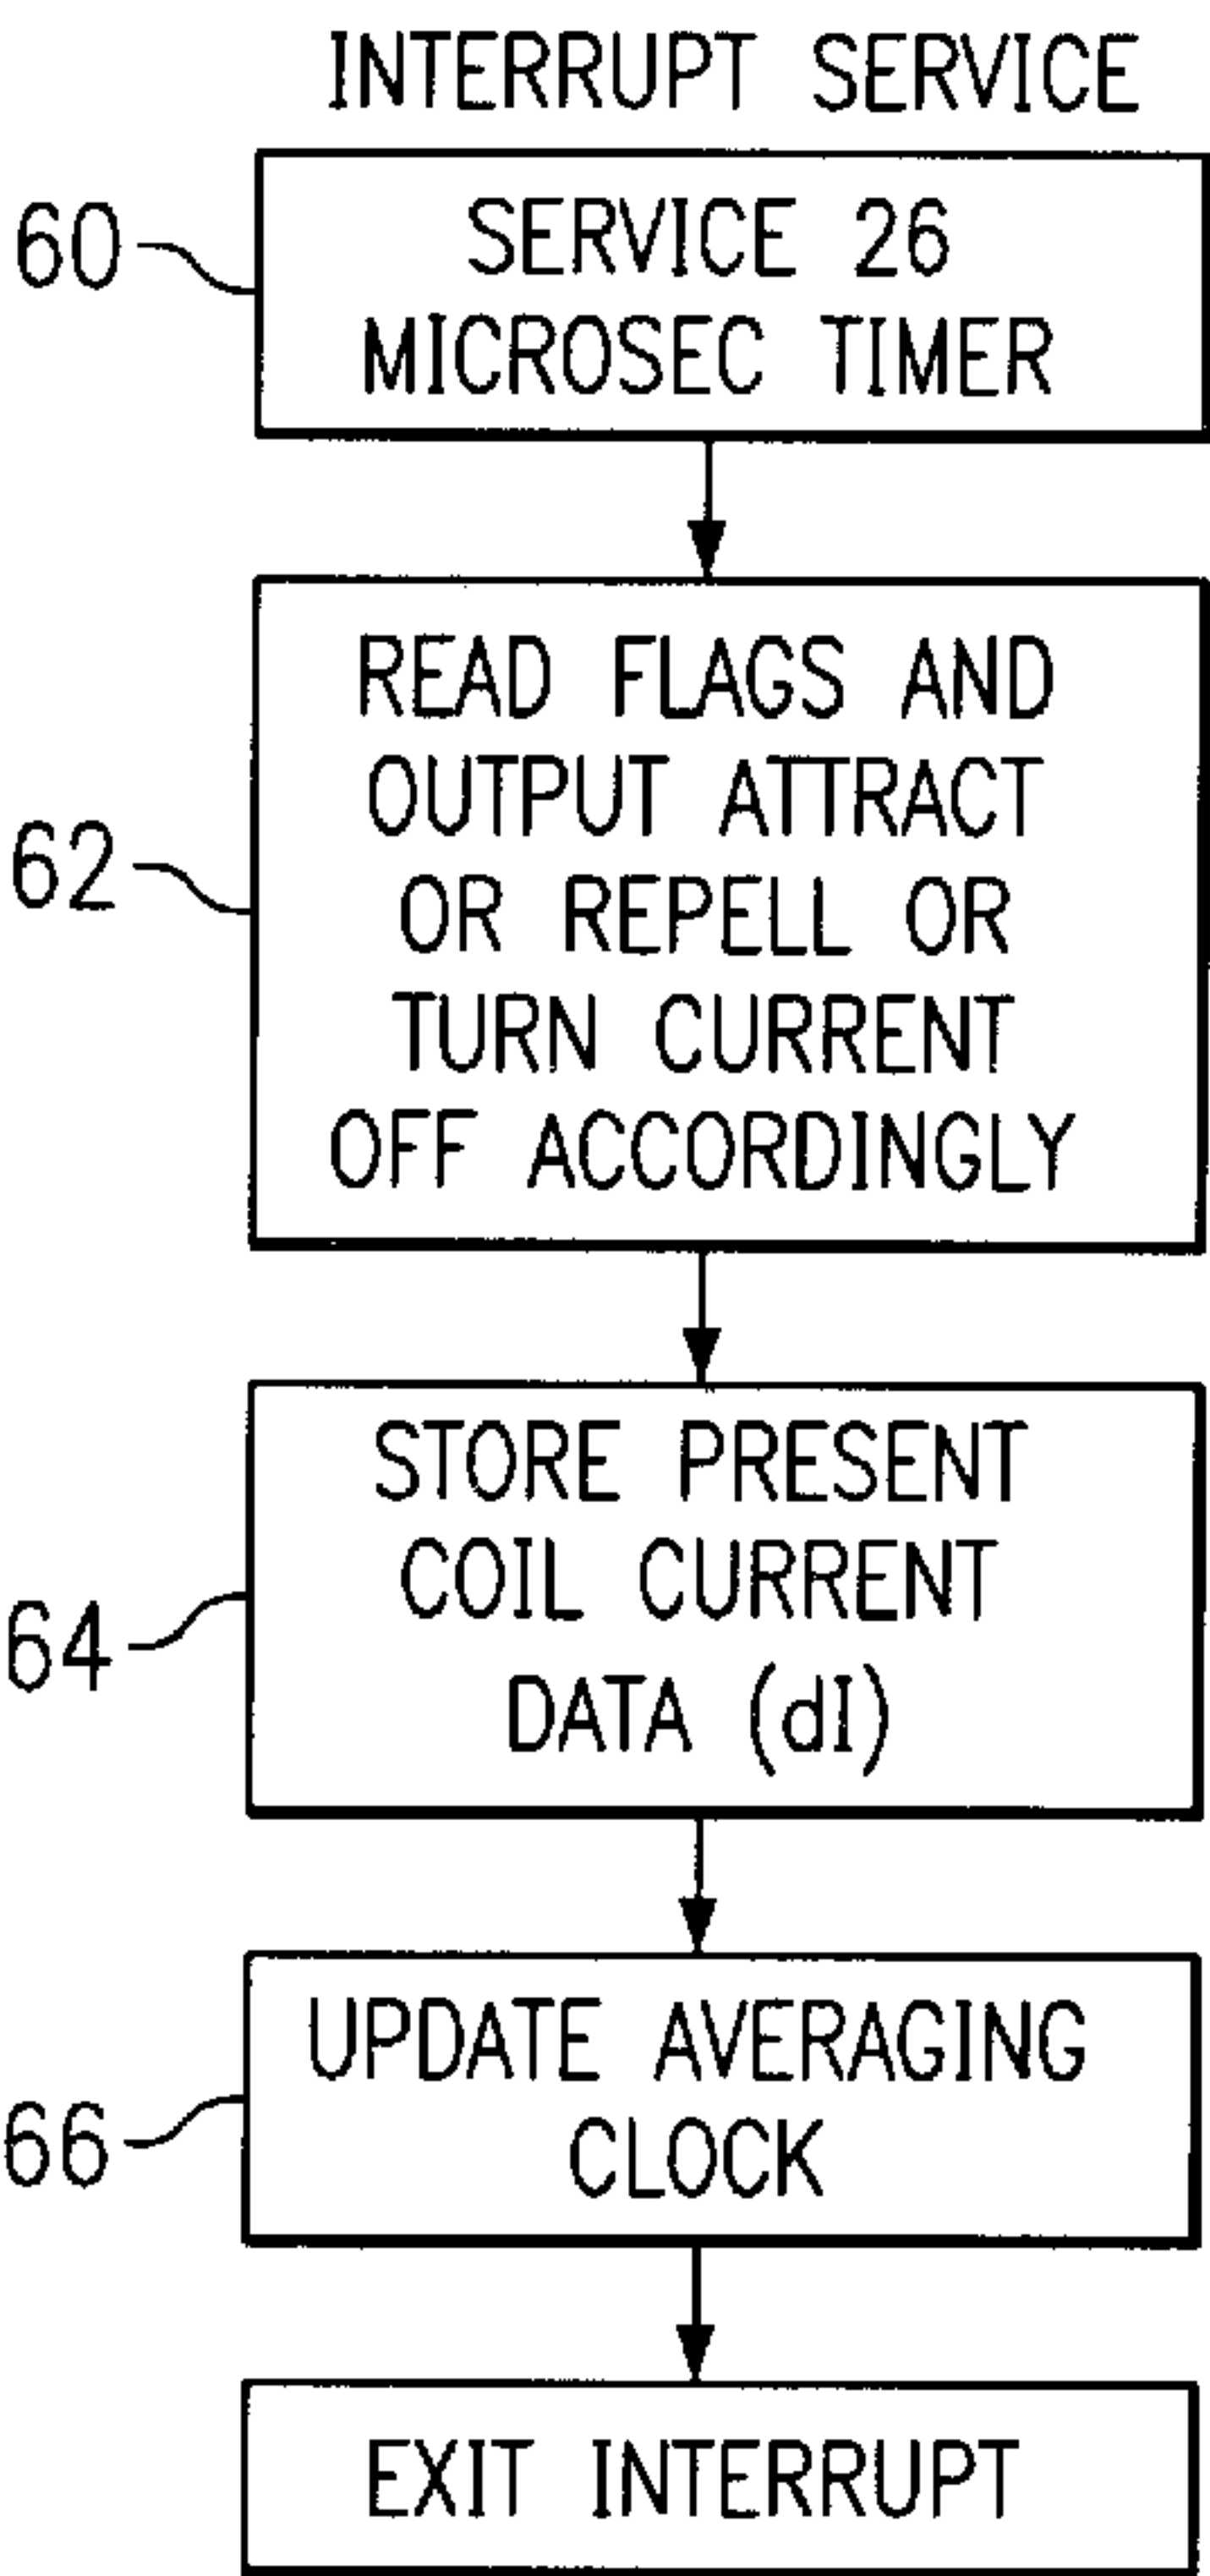 INTERRUPT SERVICE
60
SERVICE 26
MICROSEC TIMER
62
READ FLAGS AND
OUTPUT ATTRACT
OR REPELL OR
TURN CURRENT
OFF ACCORDINGLY
64
STORE PRESENT
COIL CURRENT
DATA (dI)
66
UPDATE AVERAGING
CLOCK
EXIT INTERRUPT